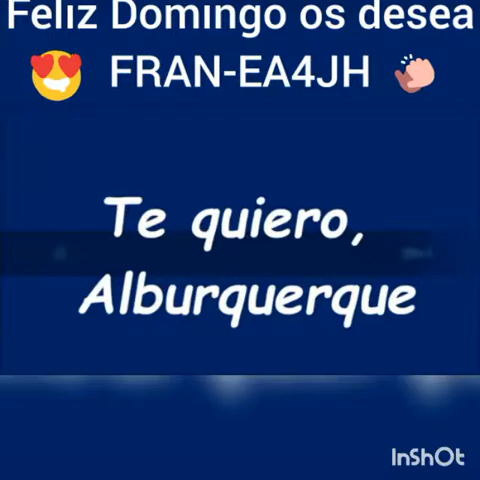 Feliz Domingo os desea
😍 FRAN-EA4JH 👏
Te quiero,
Alburquerque
InShOt